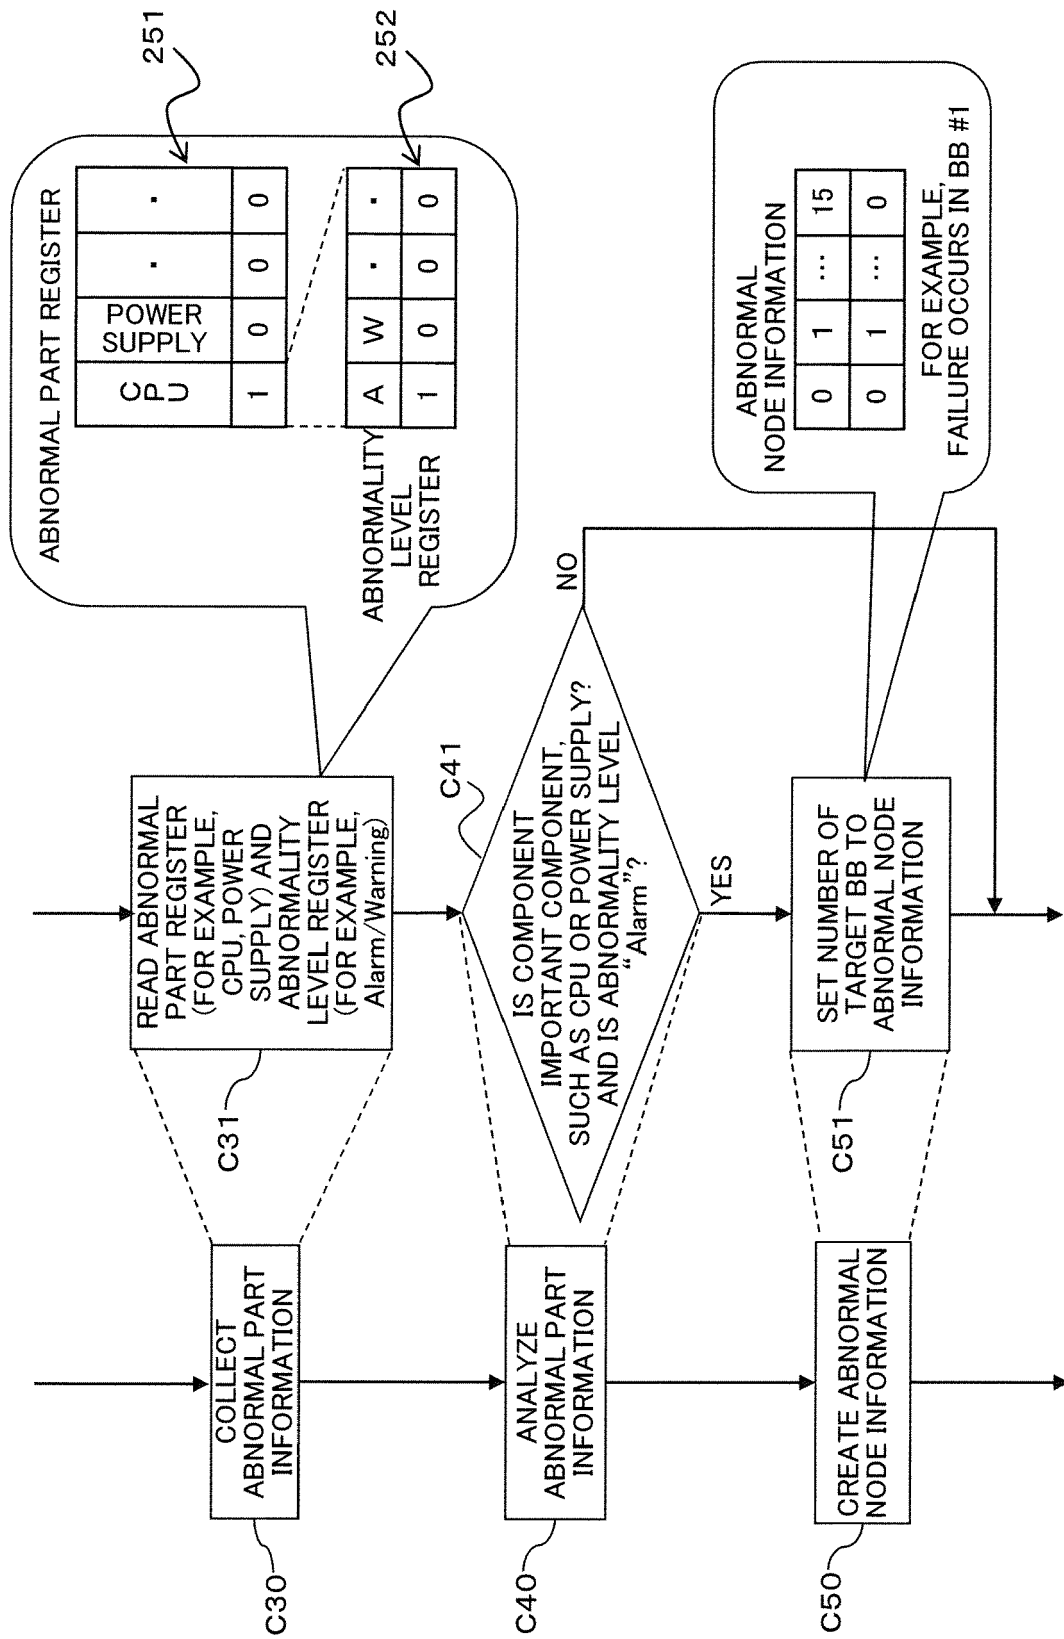 COLLECT
ABNORMAL PART
INFORMATION
C30
ANALYZE
ABNORMAL PART
INFORMATION
C40
CREATE ABNORMAL
NODE INFORMATION
C50
READ ABNORMAL
PART REGISTER
(FOR EXAMPLE,
CPU, POWER
SUPPLY) AND
ABNORMALITY
LEVEL REGISTER
(FOR EXAMPLE,
Alarm/Warning)
C31
IS COMPONENT
IMPORTANT COMPONENT,
SUCH AS CPU OR POWER SUPPLY?
AND IS ABNORMALITY LEVEL
“Alarm”?
C41
NO
YES
SET NUMBER OF
TARGET BB TO
ABNORMAL NODE
INFORMATION
C51
ABNORMAL PART REGISTER
251
CPU POWER SUPPLY · ·
1 0 0 0
ABNORMALITY
LEVEL
REGISTER
252
A W · ·
1 0 0 0
ABNORMAL
NODE INFORMATION
0 1 ... 15
0 1 ... 0
FOR EXAMPLE,
FAILURE OCCURS IN BB #1